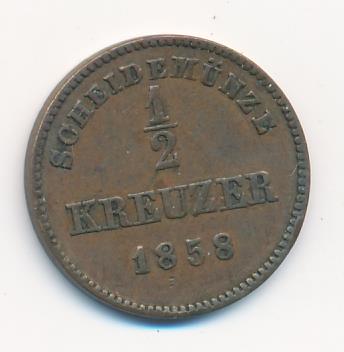 SCHEIDEMÜNZE
1/2
KREUZER
1858